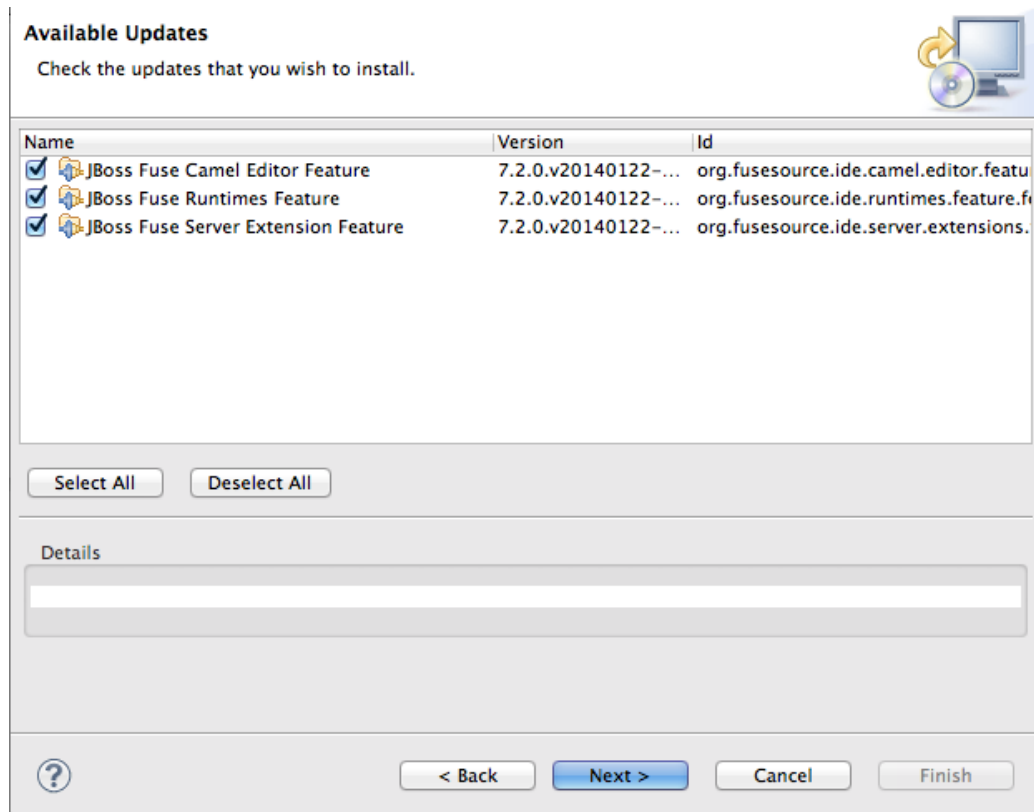 Available Updates
Check the updates that you wish to install.
Name Version Id
JBoss Fuse Camel Editor Feature 7.2.0.v20140122-... org.fusesource.ide.camel.editor.featu
JBoss Fuse Runtimes Feature 7.2.0.v20140122-... org.fusesource.ide.runtimes.feature.f
JBoss Fuse Server Extension Feature 7.2.0.v20140122-... org.fusesource.ide.server.extensions.
Select All Deselect All
Details
? < Back Next > Cancel Finish